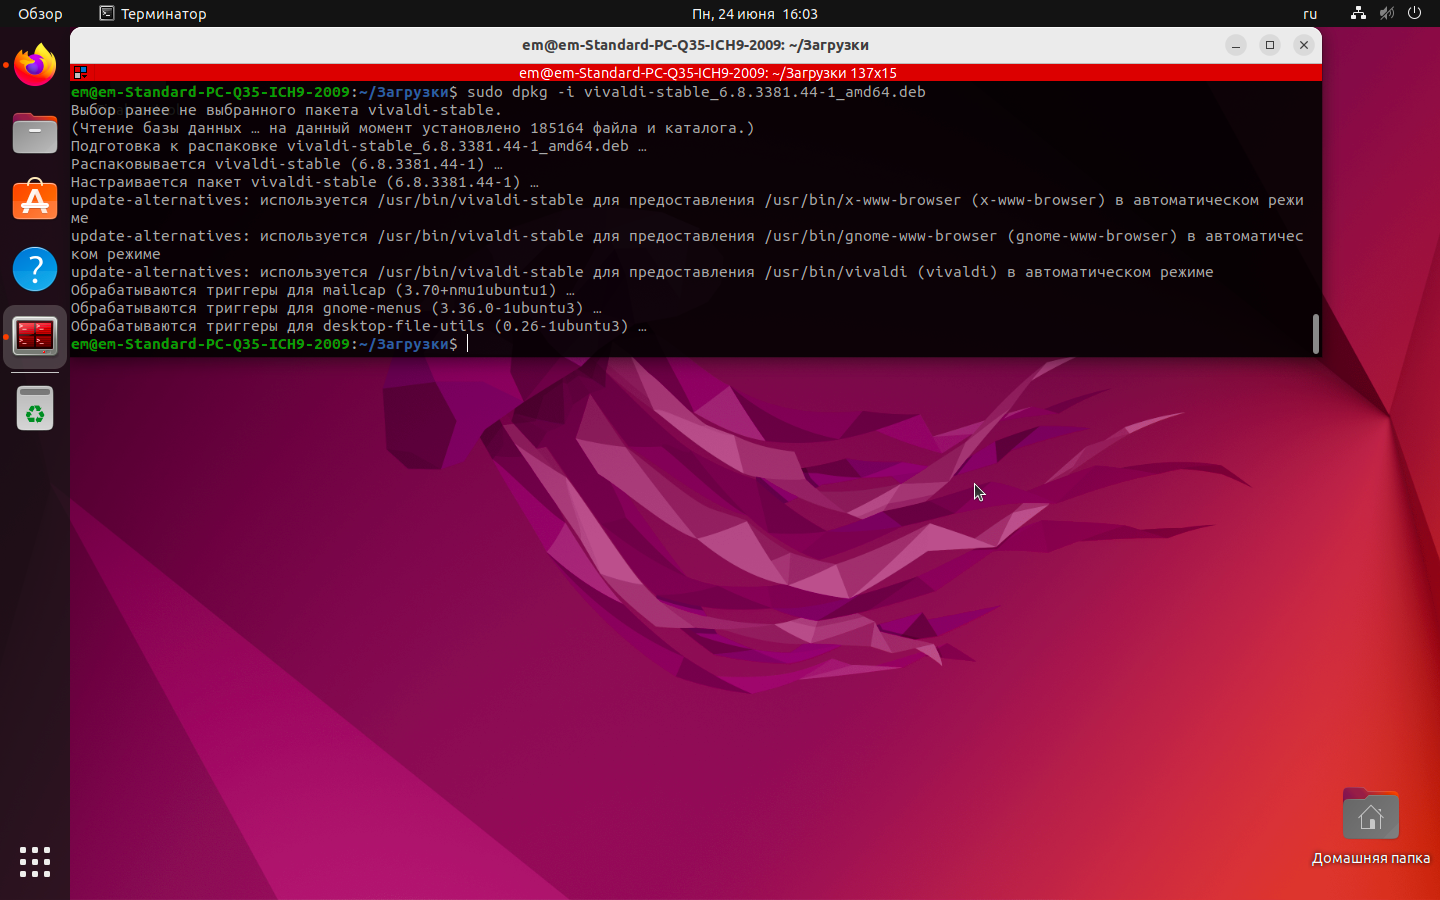 Обзор
Терминатор
Пн, 24 июня 16:03
ru
em@em-Standard-PC-Q35-ICH9-2009: ~/Загрузки
em@em-Standard-PC-Q35-ICH9-2009: ~/Загрузки 137x15
em@em-Standard-PC-Q35-ICH9-2009:~/Загрузки$ sudo dpkg -i vivaldi-stable_6.8.3381.44-1_amd64.deb
Выбор ранее не выбранного пакета vivaldi-stable.
(Чтение базы данных … на данный момент установлено 185164 файла и каталога.)
Подготовка к распаковке vivaldi-stable_6.8.3381.44-1_amd64.deb …
Распаковывается vivaldi-stable (6.8.3381.44-1) …
Настраивается пакет vivaldi-stable (6.8.3381.44-1) …
update-alternatives: используется /usr/bin/vivaldi-stable для предоставления /usr/bin/x-www-browser (x-www-browser) в автоматическом режи
ме
update-alternatives: используется /usr/bin/vivaldi-stable для предоставления /usr/bin/gnome-www-browser (gnome-www-browser) в автоматичес
ком режиме
update-alternatives: используется /usr/bin/vivaldi-stable для предоставления /usr/bin/vivaldi (vivaldi) в автоматическом режиме
Обрабатываются триггеры для mailcap (3.70+nmu1ubuntu1) …
Обрабатываются триггеры для gnome-menus (3.36.0-1ubuntu3) …
Обрабатываются триггеры для desktop-file-utils (0.26-1ubuntu3) …
em@em-Standard-PC-Q35-ICH9-2009:~/Загрузки$
Домашняя папка